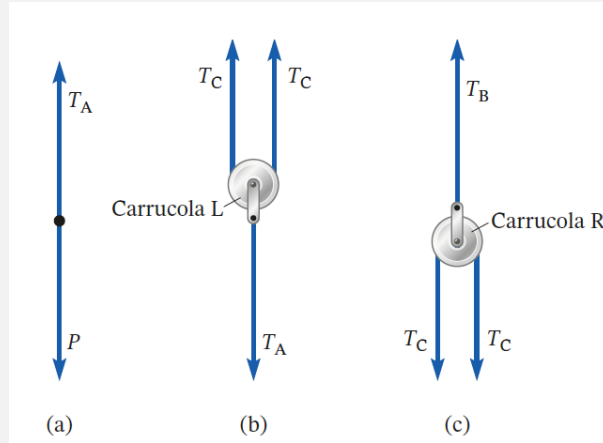 T_A
P
(a)
T_C T_C
Carrucola L
T_A
(b)
T_B
Carrucola R
T_C T_C
(c)